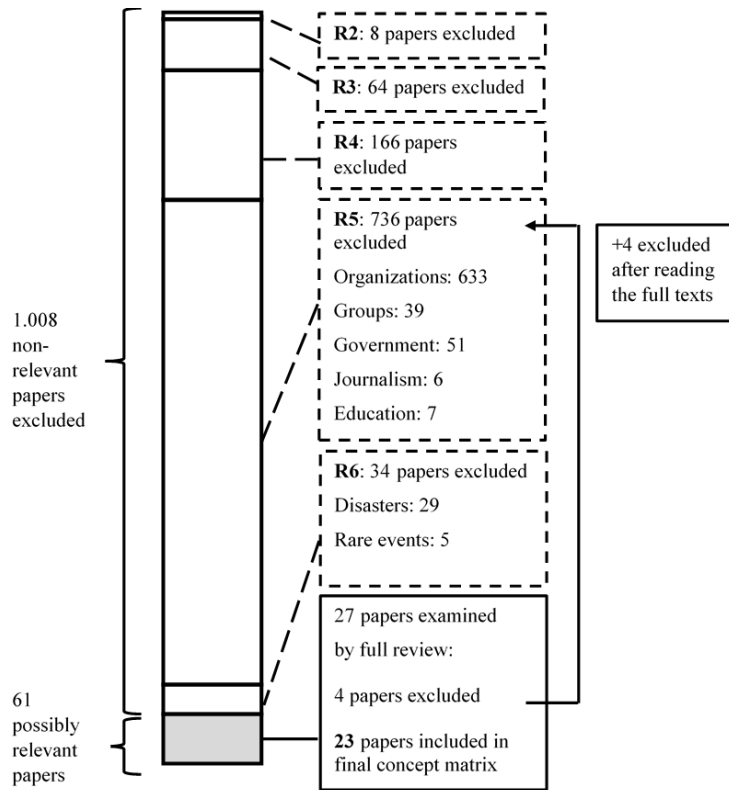 R2: 8 papers excluded
R3: 64 papers excluded
R4: 166 papers
excluded
R5: 736 papers
excluded
Organizations: 633
Groups: 39
Government: 51
Journalism: 6
Education: 7
+4 excluded
after reading
the full texts
1.008
non-
relevant
papers
excluded
R6: 34 papers excluded
Disasters: 29
Rare events: 5
27 papers examined
by full review:
4 papers excluded
23 papers included in
final concept matrix
61
possibly
relevant
papers